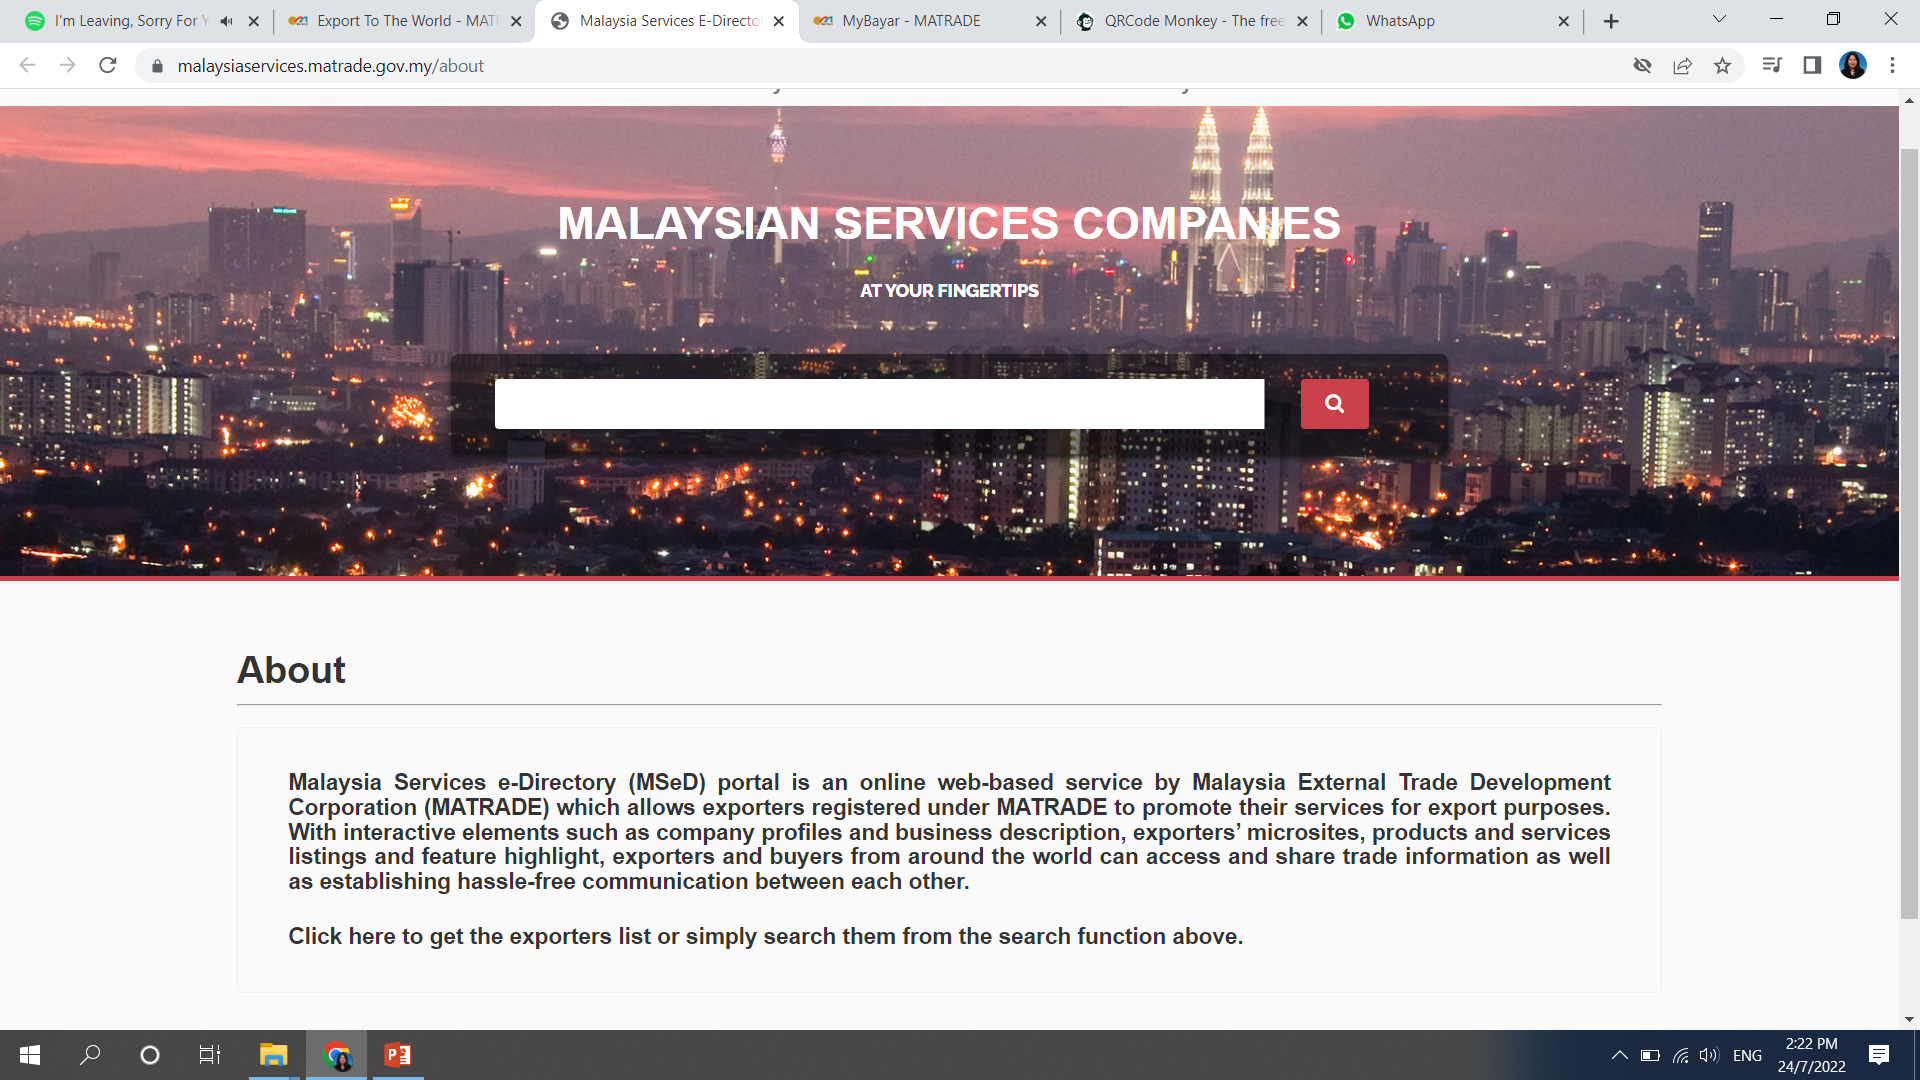 I'm Leaving, Sorry For Y
Export To The World - MAT
Malaysia Services E-Directo
MyBayar - MATRADE
QRCode Monkey - The free
WhatsApp
malaysiaservices.matrade.gov.my/about
MALAYSIAN SERVICES COMPANIES
AT YOUR FINGERTIPS
About
Malaysia Services e-Directory (MSeD) portal is an online web-based service by Malaysia External Trade Development
Corporation (MATRADE) which allows exporters registered under MATRADE to promote their services for export purposes.
With interactive elements such as company profiles and business description, exporters’ microsites, products and services
listings and feature highlight, exporters and buyers from around the world can access and share trade information as well
as establishing hassle-free communication between each other.
Click here to get the exporters list or simply search them from the search function above.
ENG
2:22 PM
24/7/2022